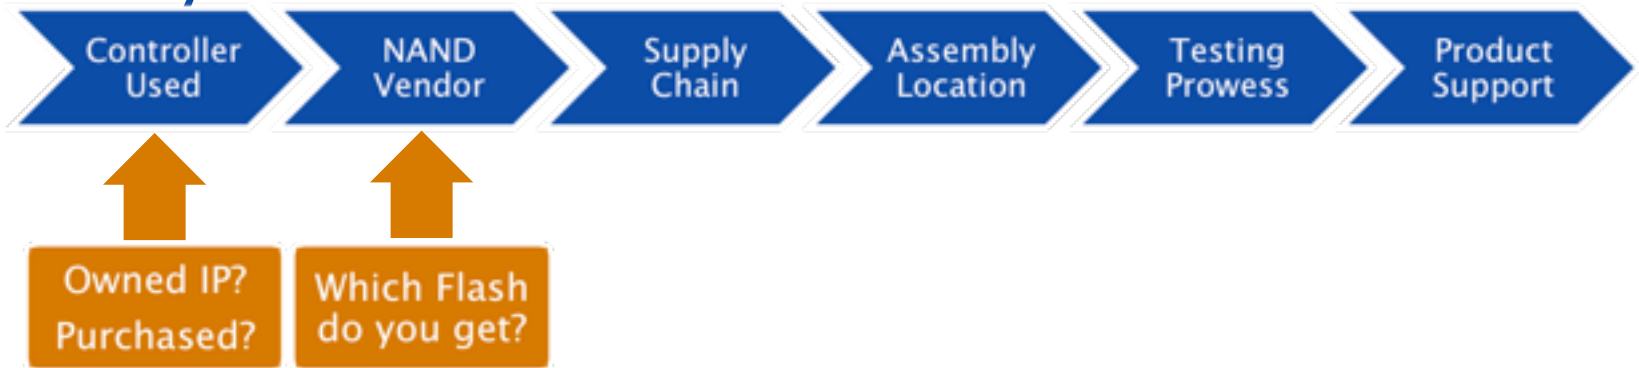 Controller
Used
NAND
Vendor
Supply
Chain
Assembly
Location
Testing
Prowess
Product
Support
Owned IP?
Purchased?
Which Flash
do you get?